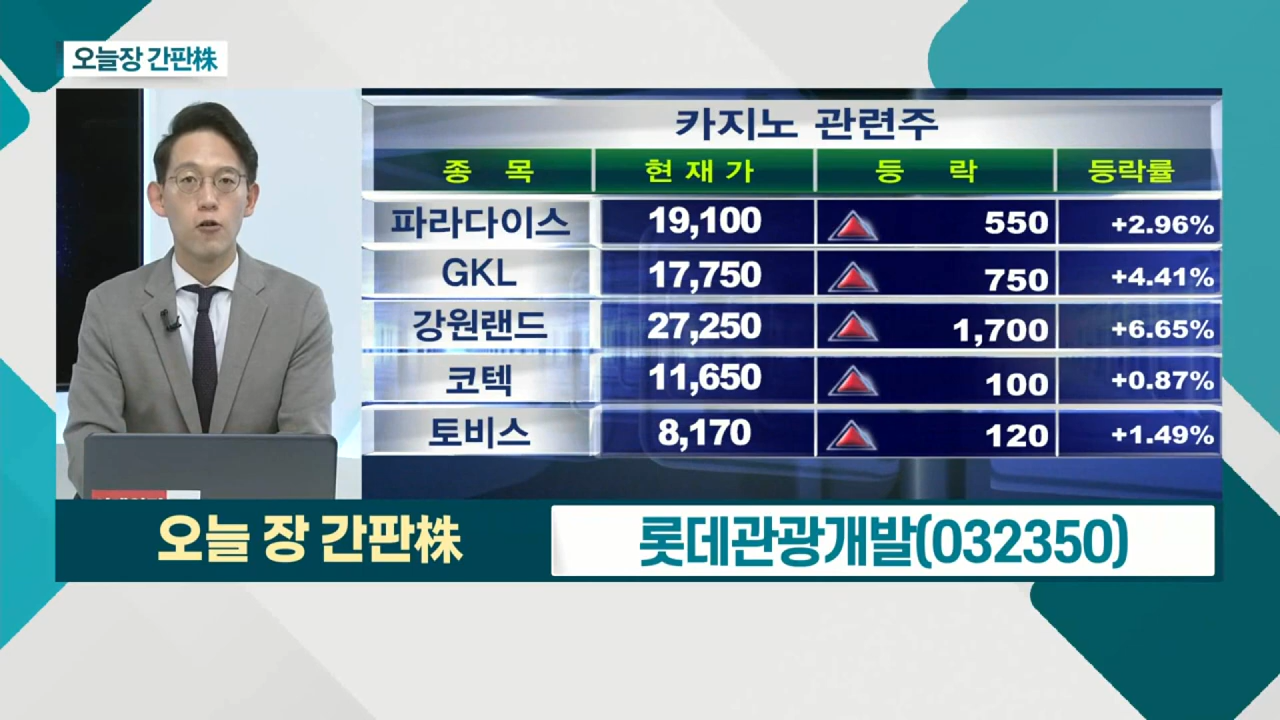 오늘장 간판株
카지노 관련주
종 목 현재가 등 락 등락률
파라다이스 19,100 550 +2.96%
GKL 17,750 750 +4.41%
강원랜드 27,250 1,700 +6.65%
코텍 11,650 100 +0.87%
토비스 8,170 120 +1.49%
오늘 장 간판株 롯데관광개발(032350)